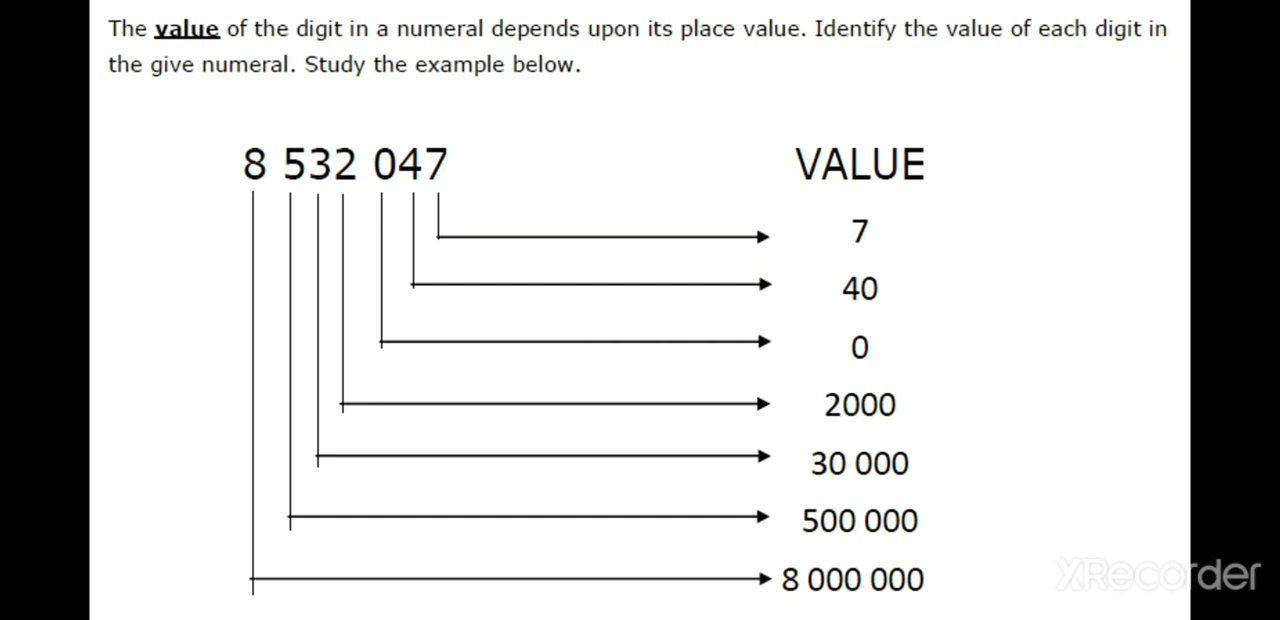 The value of the digit in a numeral depends upon its place value. Identify the value of each digit in
the give numeral. Study the example below.
8 532 047
VALUE
7
40
0
2000
30 000
500 000
8 000 000
XRecorder